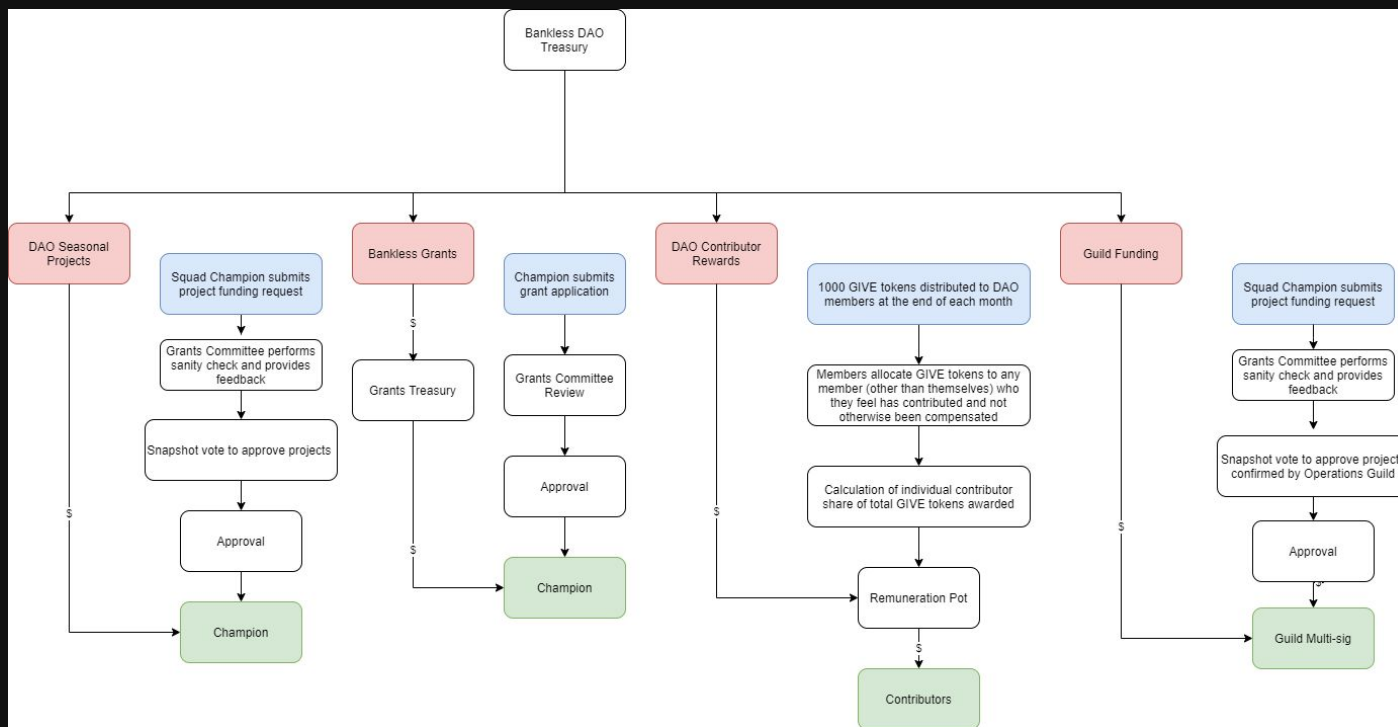 Bankless DAO
Treasury
DAO Seasonal
Projects
Squad Champion submits
project funding request
Grants Committee performs
sanity check and provides
feedback
Snapshot vote to approve projects
$
Approval
Champion
Bankless Grants
$
Grants Treasury
$
Champion submits
grant application
Grants Committee
Review
Approval
Champion
DAO Contributor
Rewards
$
1000 GIVE tokens distributed to DAO
members at the end of each month
Members allocate GIVE tokens to any
member (other than themselves) who
they feel has contributed and not
otherwise been compensated
Calculation of individual contributor
share of total GIVE tokens awarded
Remuneration Pot
$
Contributors
Guild Funding
$
Squad Champion submits
project funding request
Grants Committee performs
sanity check and provides
feedback
Snapshot vote to approve project
confirmed by Operations Guild
Approval
$
Guild Multi-sig